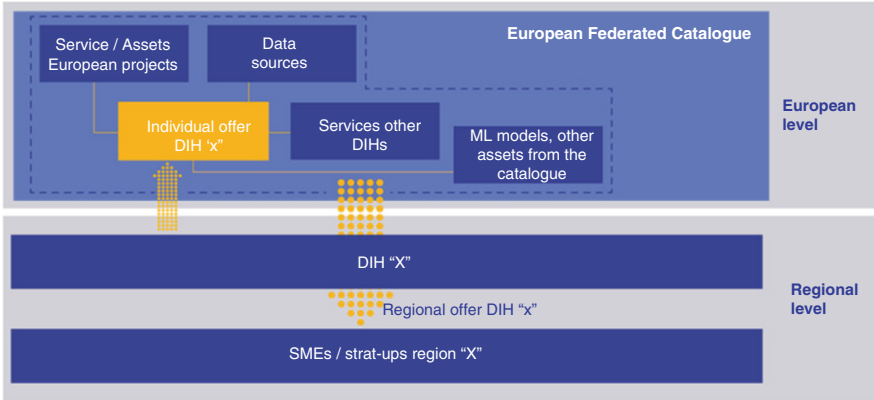 European Federated Catalogue
Service / Assets
European projects
Data
sources
Individual offer
DIH ‘x”
Services other
DIHs
ML models, other
assets from the
catalogue
European
level
DIH “X”
Regional offer DIH “x”
SMEs / strat-ups region “X”
Regional
level